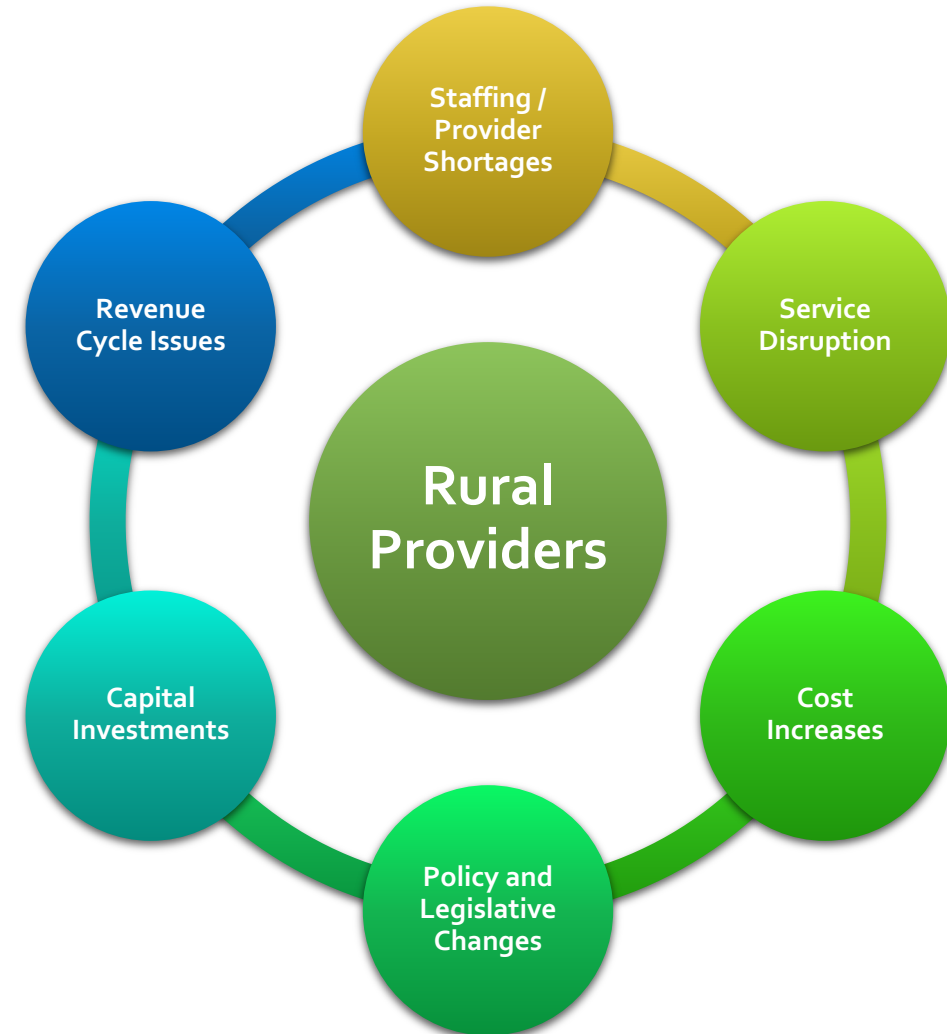 Staffing /
Provider
Shortages
Service
Disruption
Cost
Increases
Policy and
Legislative
Changes
Capital
Investments
Revenue
Cycle Issues
Rural
Providers